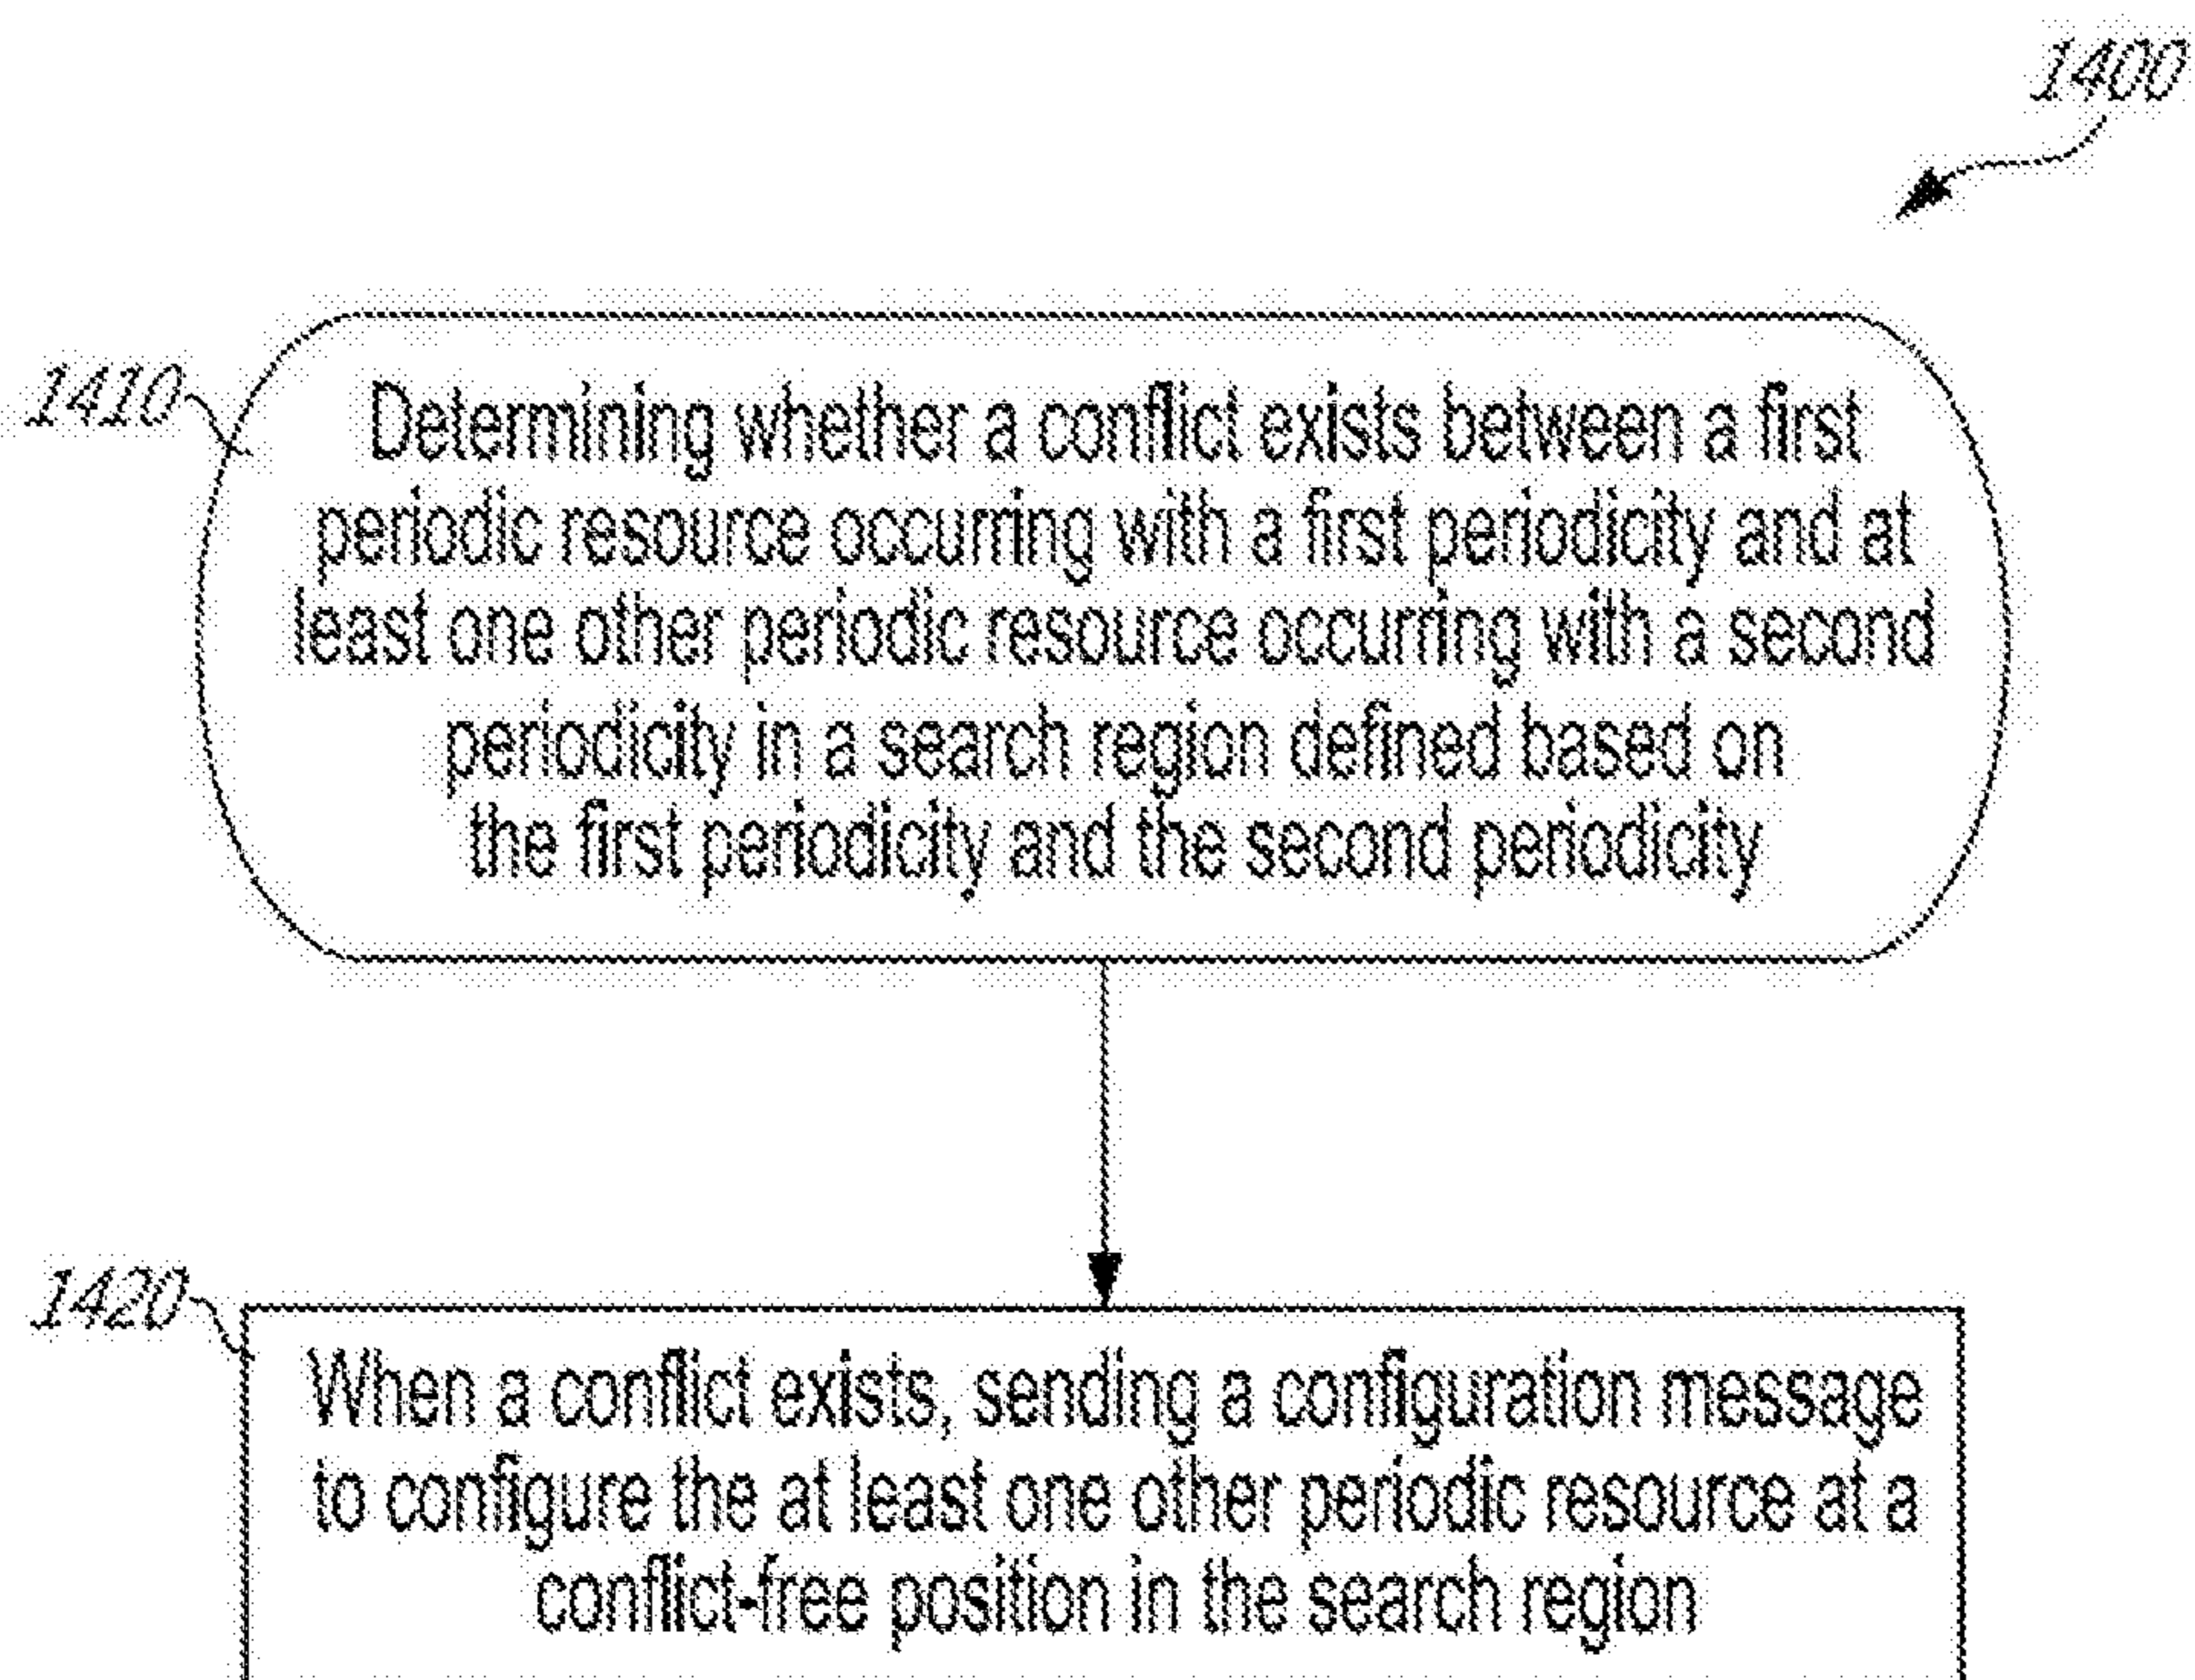 1400
1410
Determining whether a conflict exists between a first
periodic resource occurring with a first periodicity and at
least one other periodic resource occurring with a second
periodicity in a search region defined based on
the first periodicity and the second periodicity
1420
When a conflict exists, sending a configuration message
to configure the at least one other periodic resource at a
conflict-free position in the search region